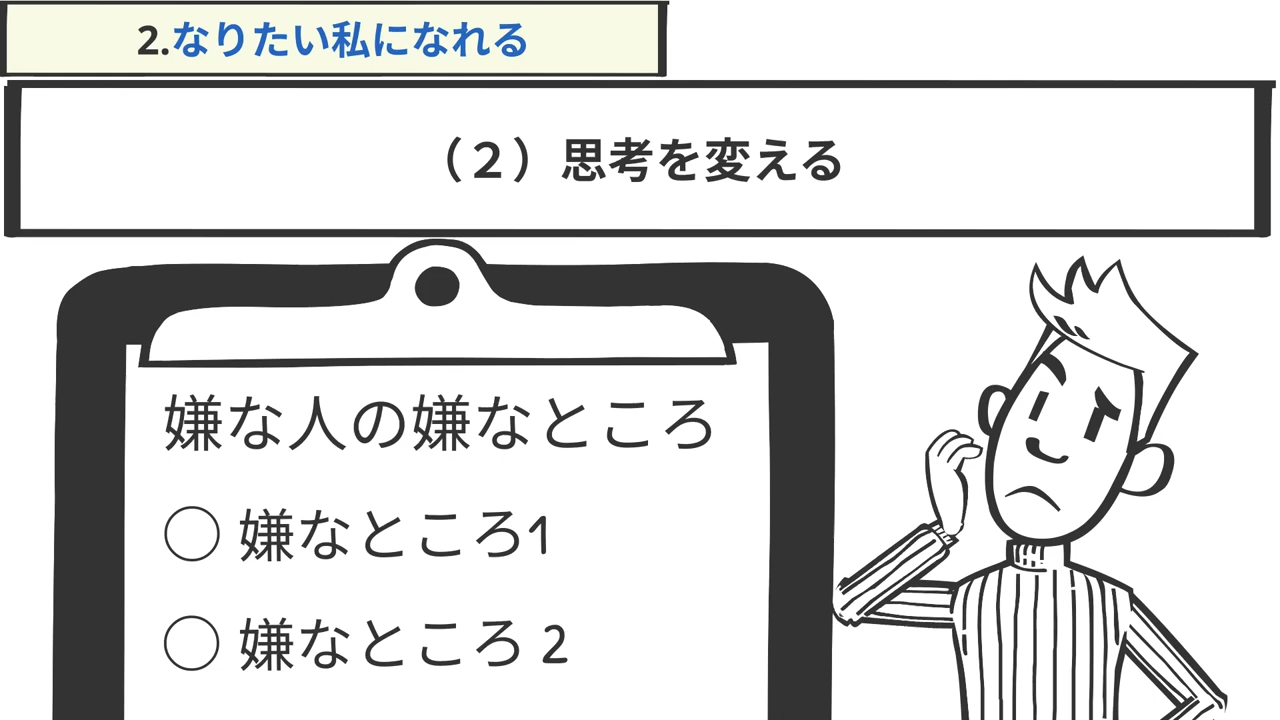 2.なりたい私になれる
（２）思考を変える
嫌な人の嫌なところ
◯ 嫌なところ1
◯ 嫌なところ 2